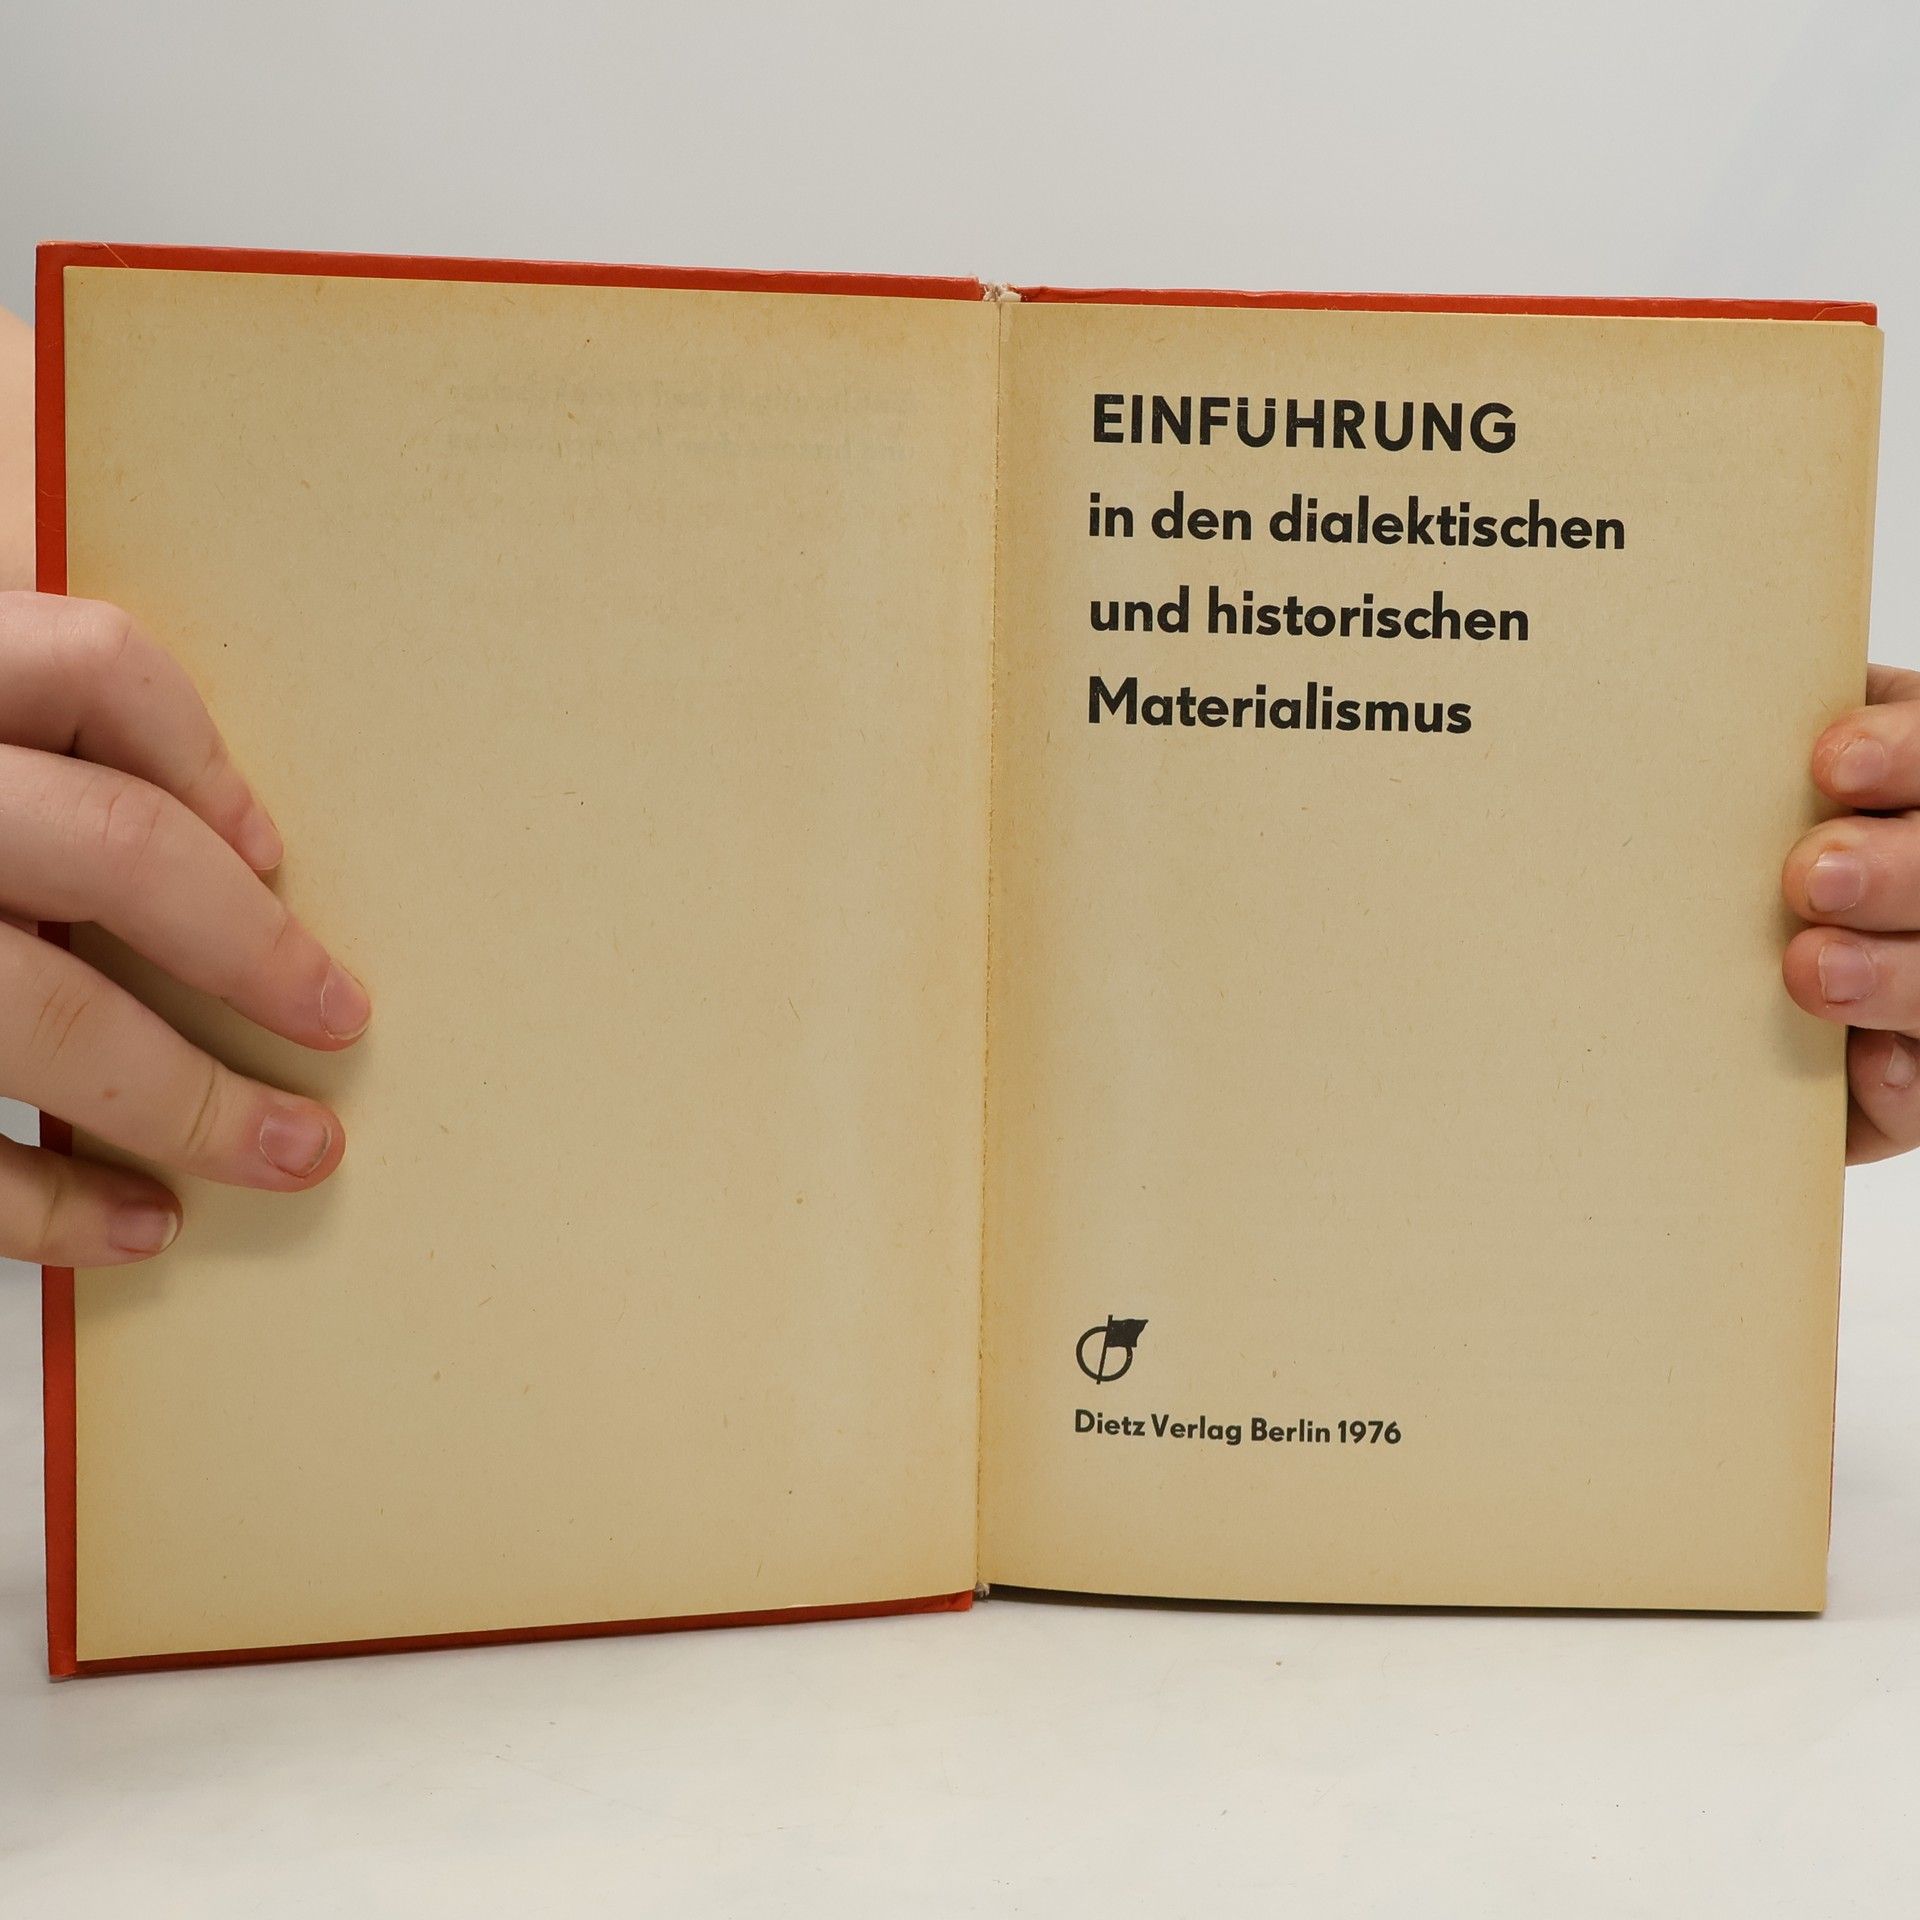 EINFÜHRUNG
in den dialektischen
und historischen
Materialismus
Dietz Verlag Berlin 1976